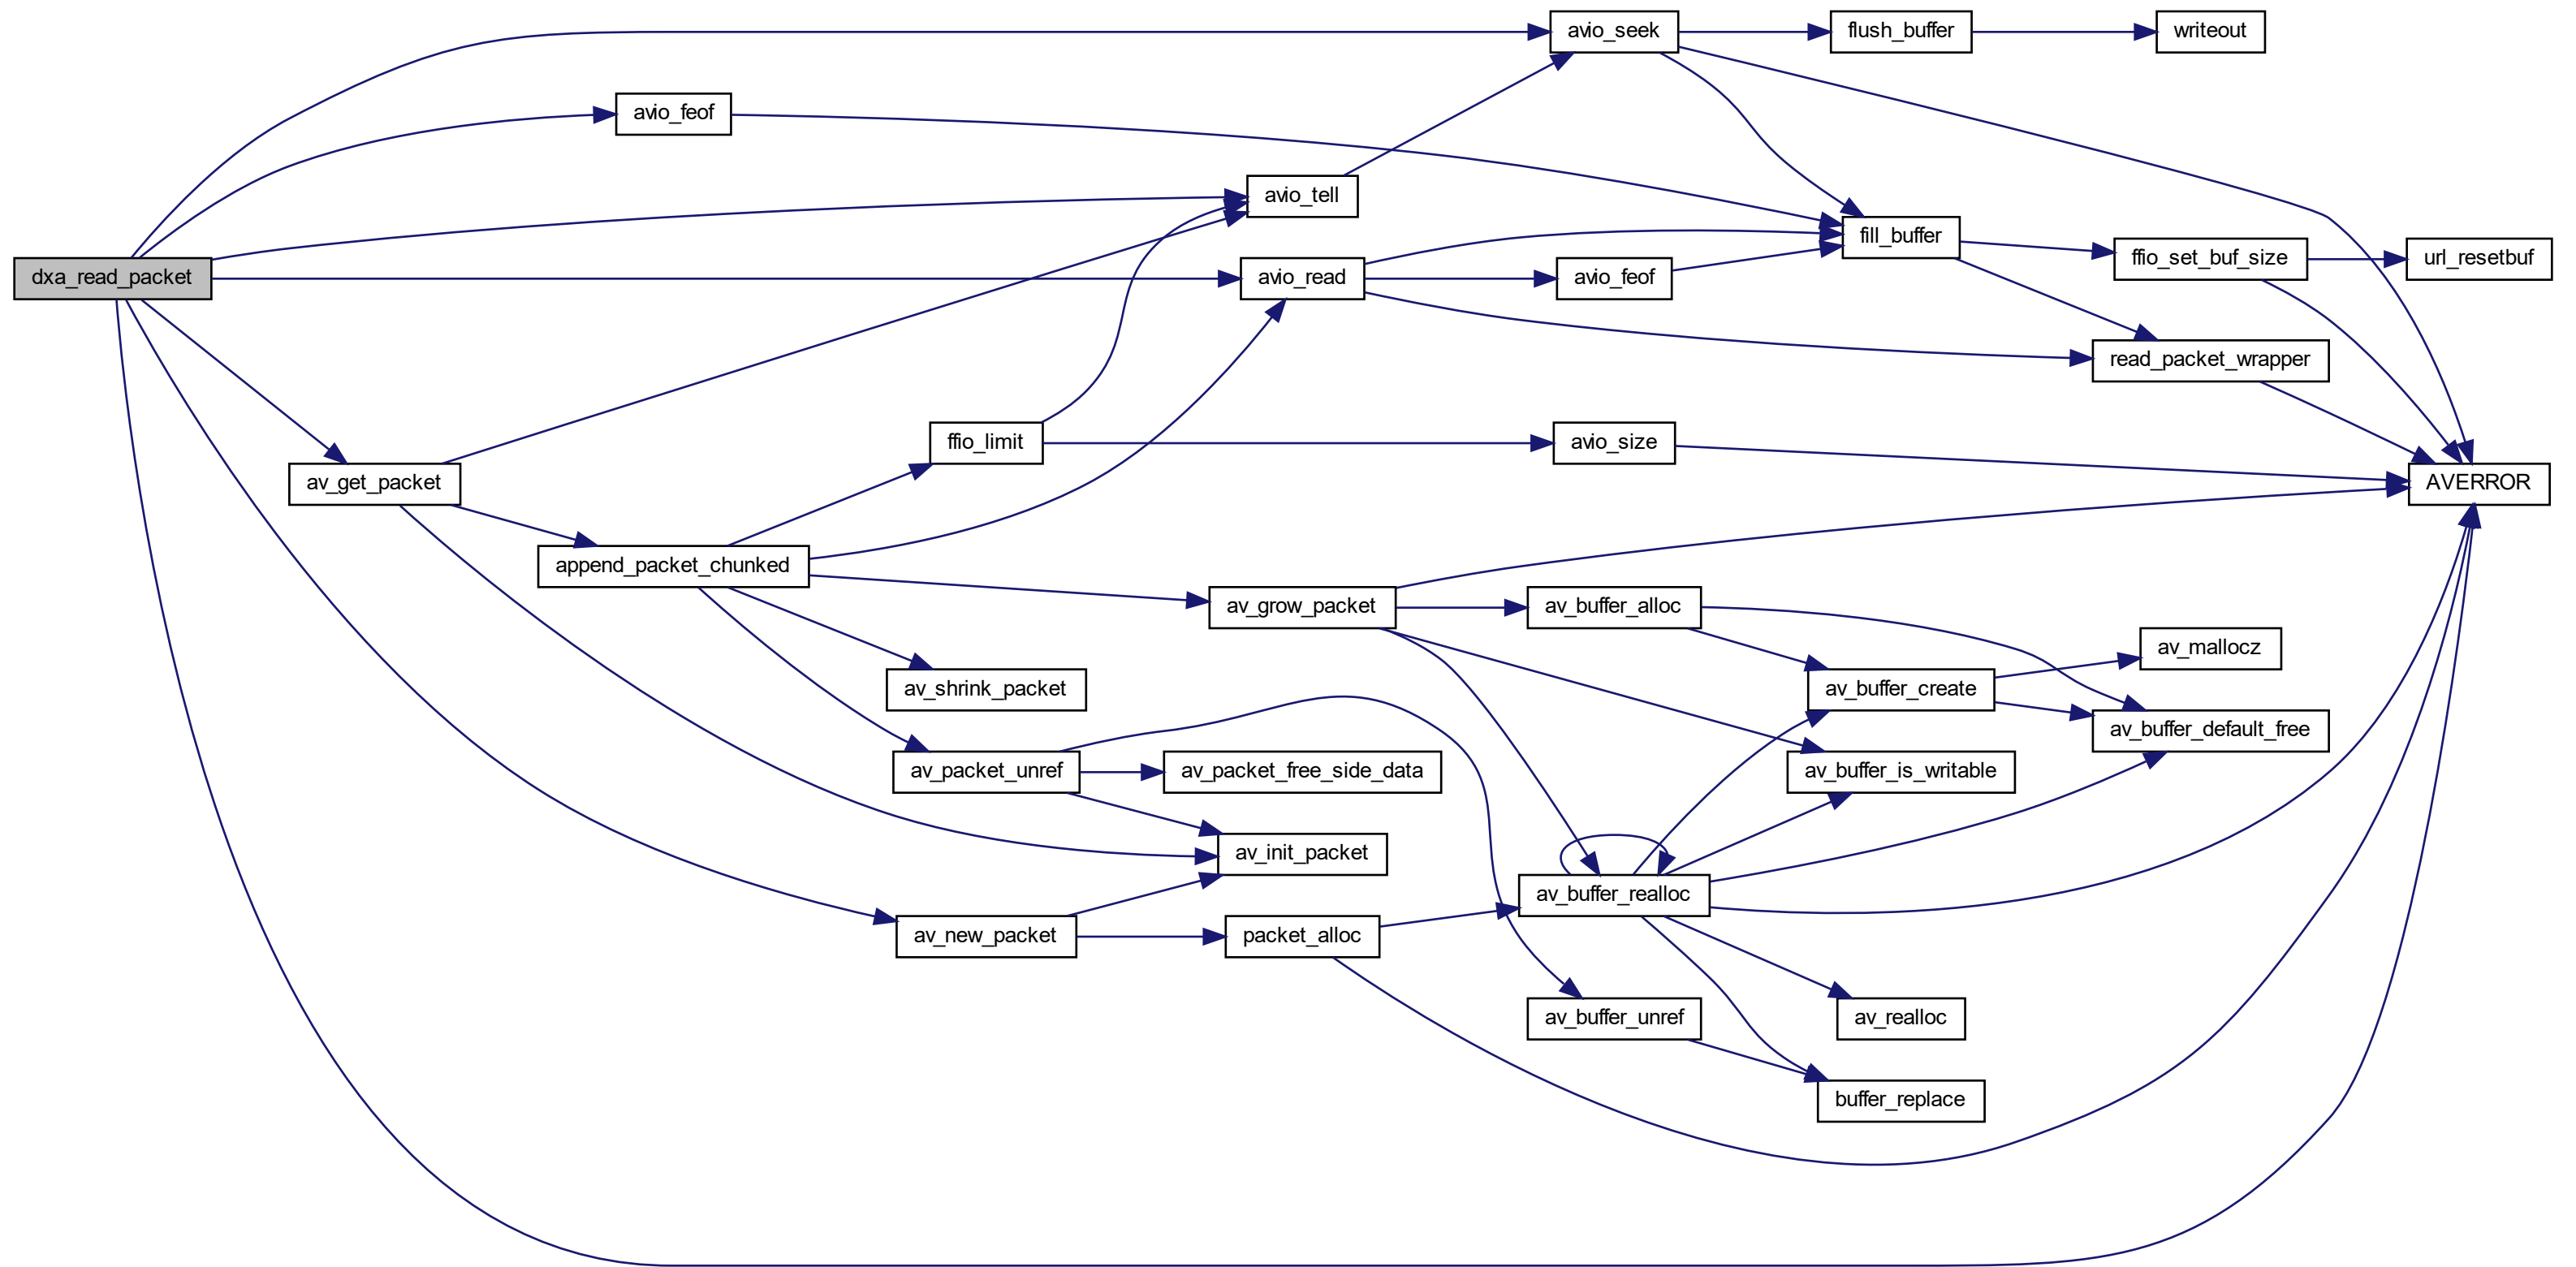 avio_seek
flush_buffer
writeout
avio_feof
avio_tell
fill_buffer
ffio_set_buf_size
url_resetbuf
dxa_read_packet
avio_read
avio_feof
read_packet_wrapper
ffio_limit
avio_size
av_get_packet
AVERROR
append_packet_chunked
av_grow_packet
av_buffer_alloc
av_mallocz
av_shrink_packet
av_buffer_create
av_buffer_default_free
av_packet_unref
av_packet_free_side_data
av_buffer_is_writable
av_init_packet
av_buffer_realloc
av_new_packet
packet_alloc
av_buffer_unref
av_realloc
buffer_replace